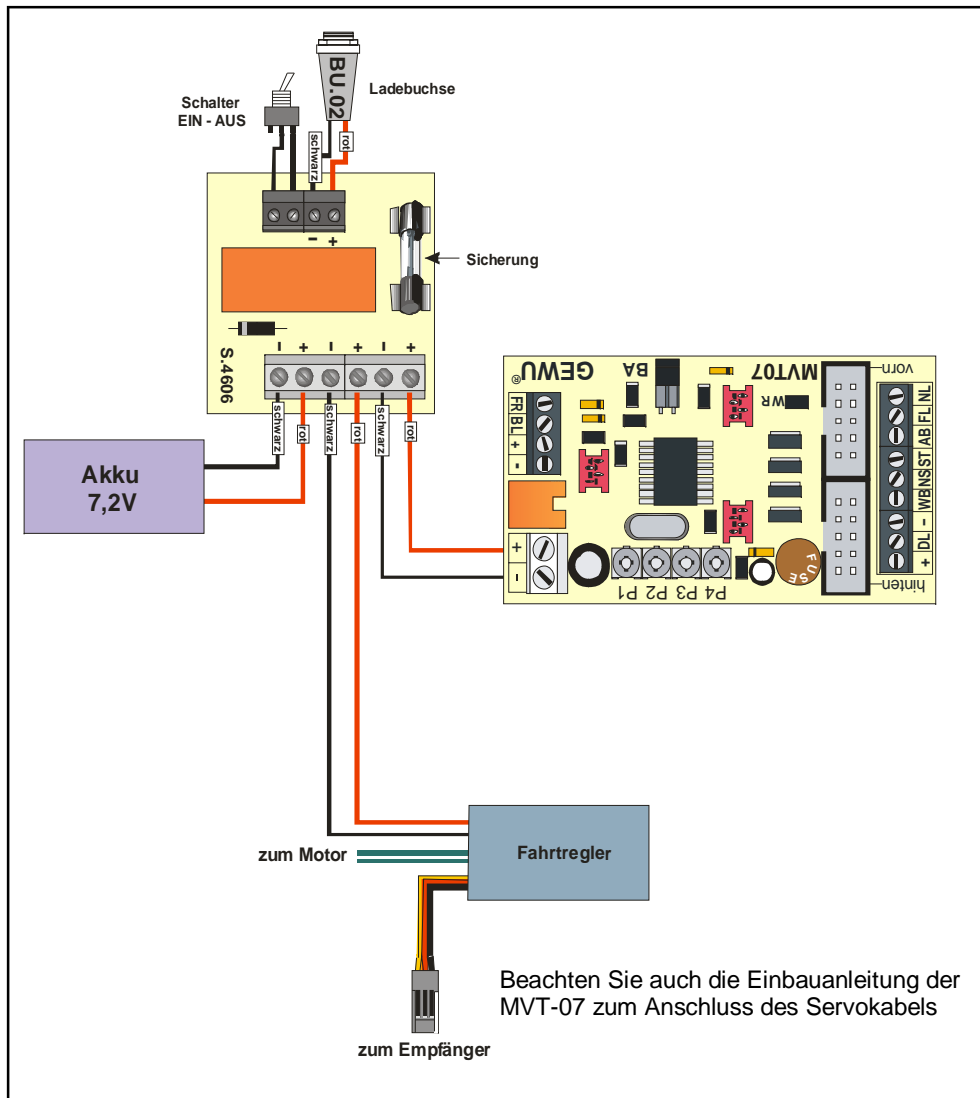 BU.02
Ladebuchse
Schalter
EIN - AUS
schwarz
rot
- +
Sicherung
S.4606
- + - + - +
schwarz
rot
schwarz
rot
schwarz
rot
Akku
7,2V
GEWU®
BA
MVT07
WR
vorn
FR BL + -
NL FL AB ST NS WB - DL +
+
-
P1 P2 P3 P4
FUSE
hinten
zum Motor
Fahrtregler
zum Empfänger
Beachten Sie auch die Einbauanleitung der
MVT-07 zum Anschluss des Servokabels